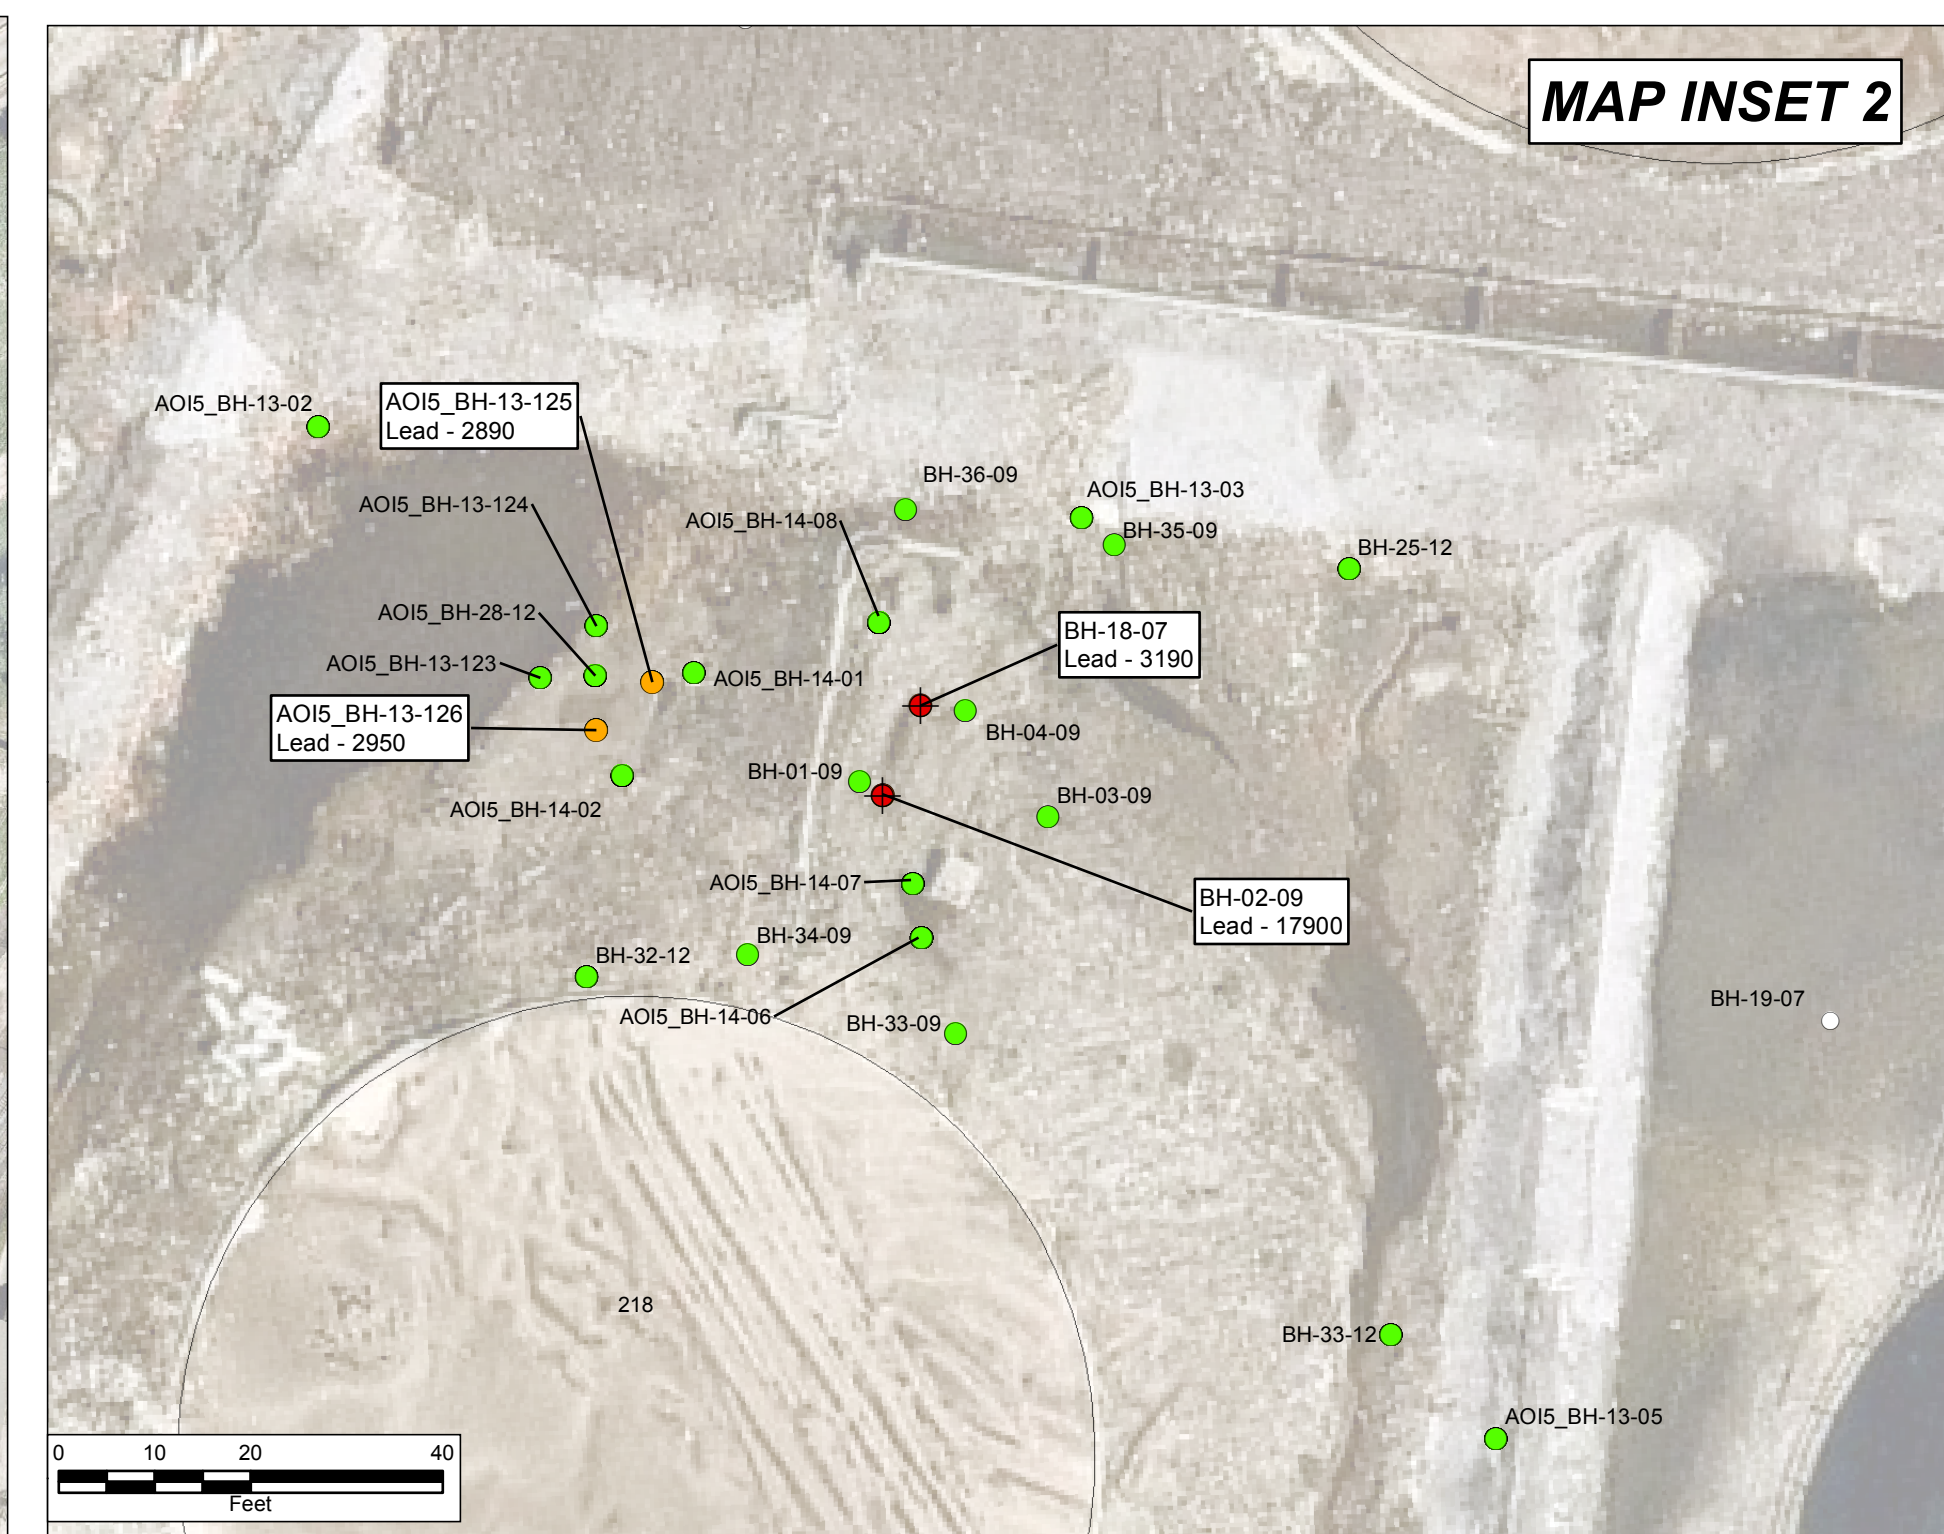 MAP INSET 2
AOI5_BH-13-02
AOI5_BH-13-125
Lead - 2890
BH-36-09
AOI5_BH-13-03
AOI5_BH-13-124
AOI5_BH-14-08
BH-35-09
BH-25-12
AOI5_BH-28-12
BH-18-07
Lead - 3190
AOI5_BH-13-123
AOI5_BH-14-01
AOI5_BH-13-126
Lead - 2950
BH-04-09
BH-01-09
BH-03-09
AOI5_BH-14-02
AOI5_BH-14-07
BH-02-09
Lead - 17900
BH-34-09
BH-32-12
BH-19-07
AOI5_BH-14-06
BH-33-09
218
BH-33-12
AOI5_BH-13-05
0 10 20 40
Feet